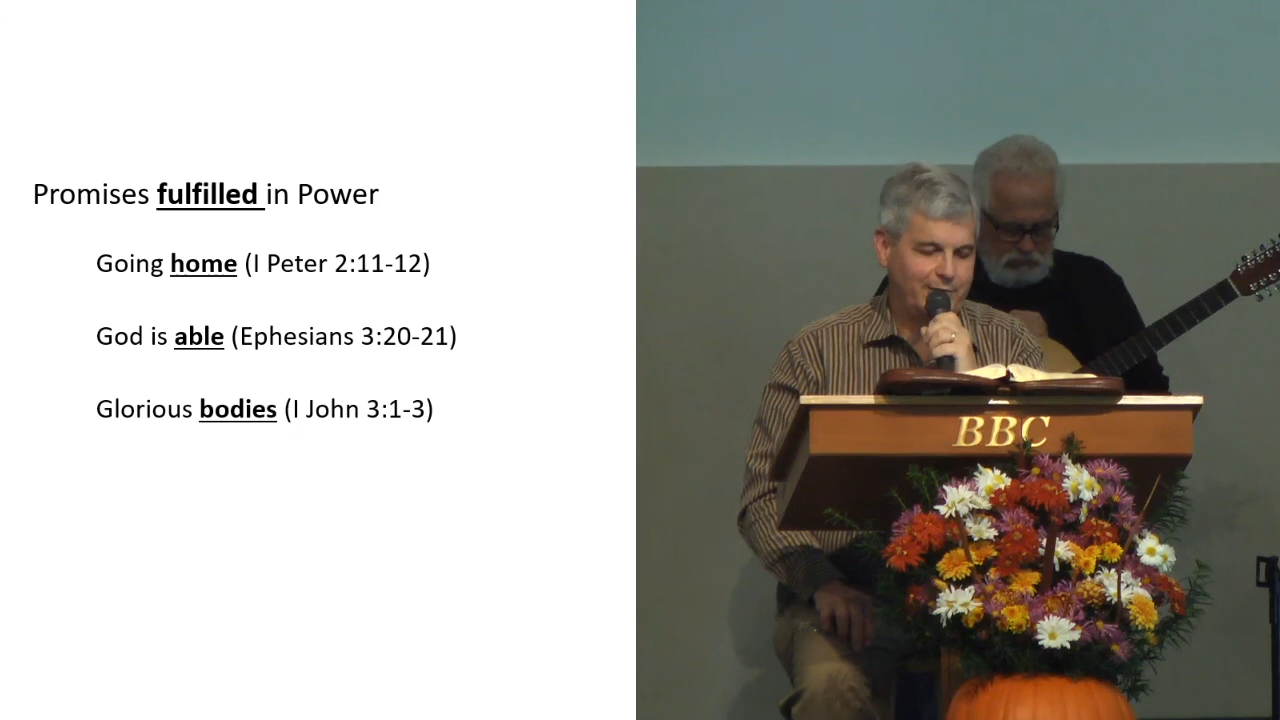 Promises fulfilled in Power
Going home (I Peter 2:11-12)
God is able (Ephesians 3:20-21)
Glorious bodies (I John 3:1-3)
BBC